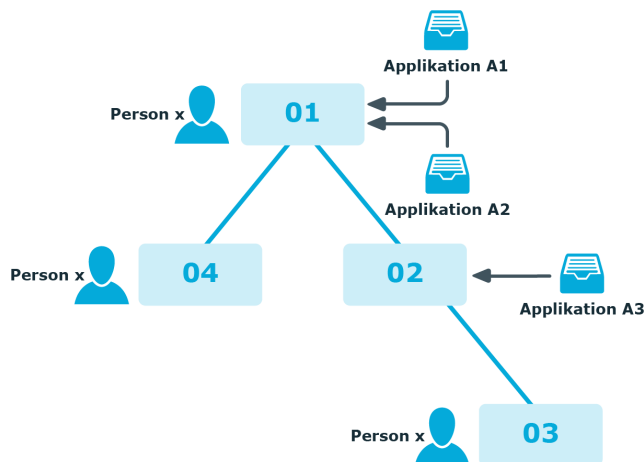 Applikation A1
Person x
01
Applikation A2
Person x
04
02
Applikation A3
Person x
03